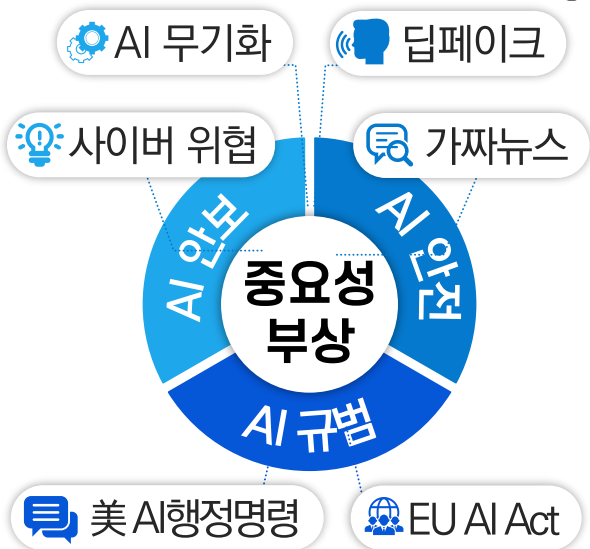 AI 무기화
딥페이크
사이버 위협
가짜뉴스
AI 안보
AI 안전
중요성
부상
AI 규범
美 AI행정명령
EU AI Act